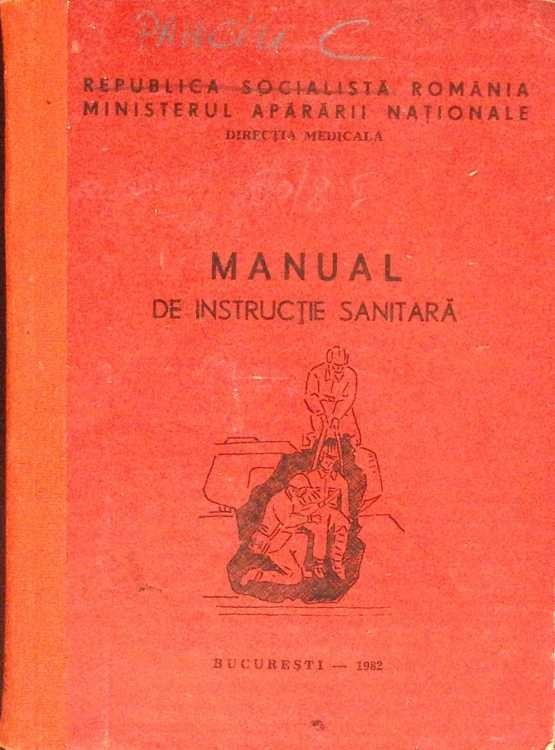 REPUBLICA SOCIALISTĂ ROMÂNIA
MINISTERUL APĂRĂRII NAȚIONALE
DIRECȚIA MEDICALĂ
MANUAL
DE INSTRUCȚIE SANITARĂ
BUCUREȘTI — 1982